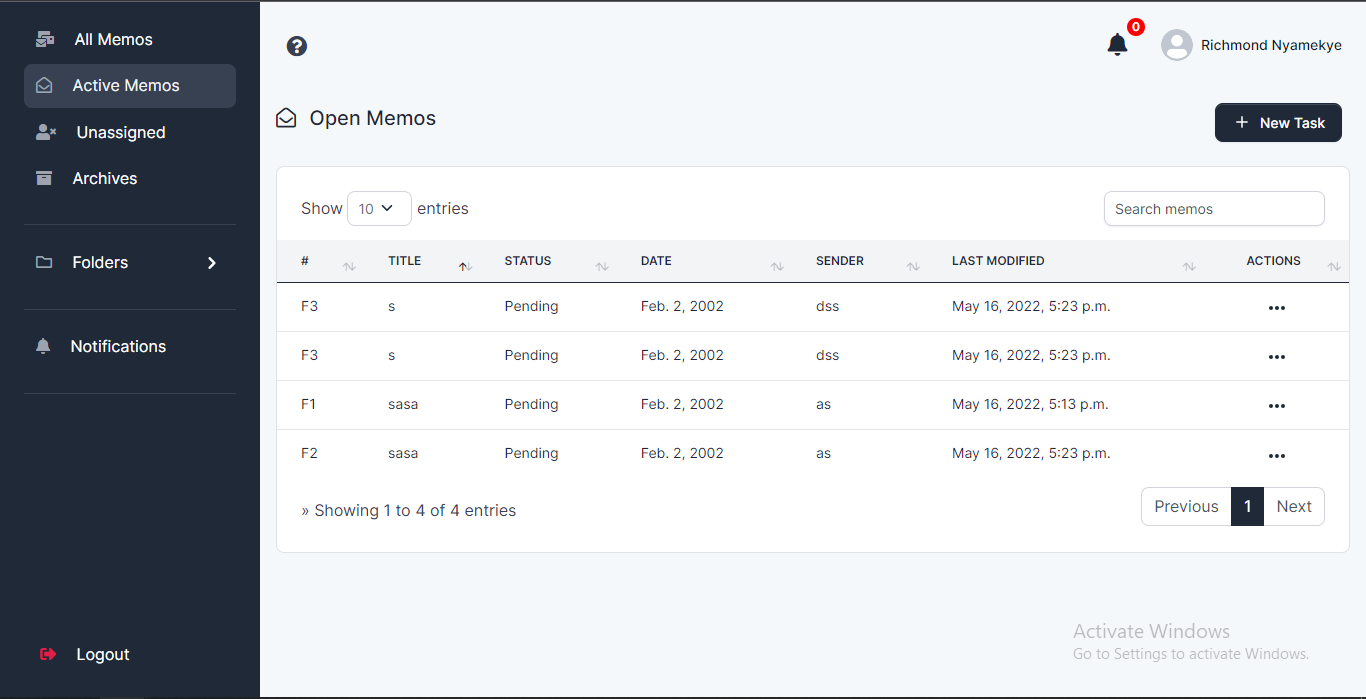 All Memos
Active Memos
Unassigned
Archives
Folders
Notifications
Logout
?
0
Richmond Nyamekye
Open Memos
+ New Task
Show 10 entries
Search memos
# TITLE STATUS DATE SENDER LAST MODIFIED ACTIONS
F3 s Pending Feb. 2, 2002 dss May 16, 2022, 5:23 p.m. •••
F3 s Pending Feb. 2, 2002 dss May 16, 2022, 5:23 p.m. •••
F1 sasa Pending Feb. 2, 2002 as May 16, 2022, 5:13 p.m. •••
F2 sasa Pending Feb. 2, 2002 as May 16, 2022, 5:23 p.m. •••
» Showing 1 to 4 of 4 entries
Previous 1 Next
Activate Windows
Go to Settings to activate Windows.